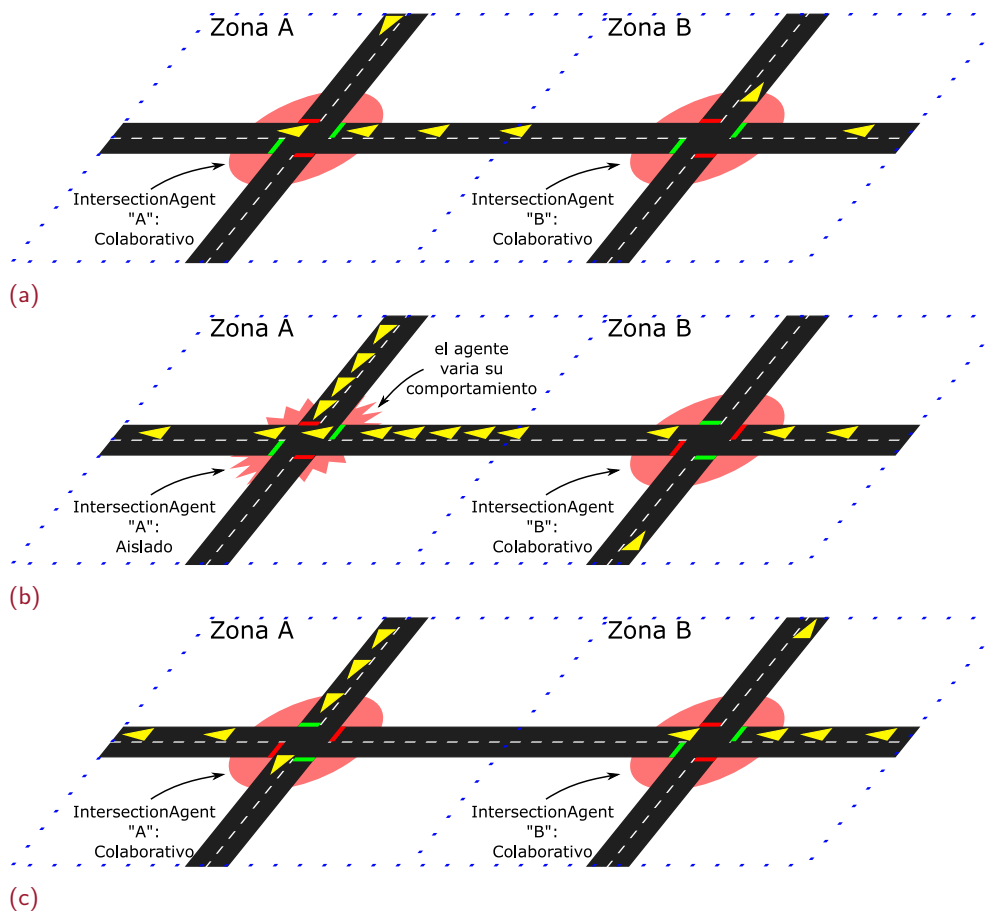 Zona A
Zona B
IntersectionAgent
"A":
Colaborativo
IntersectionAgent
"B":
Colaborativo
(a)
Zona A
Zona B
el agente
varia su
comportamiento
IntersectionAgent
"A":
Aislado
IntersectionAgent
"B":
Colaborativo
(b)
Zona A
Zona B
IntersectionAgent
"A":
Colaborativo
IntersectionAgent
"B":
Colaborativo
(c)